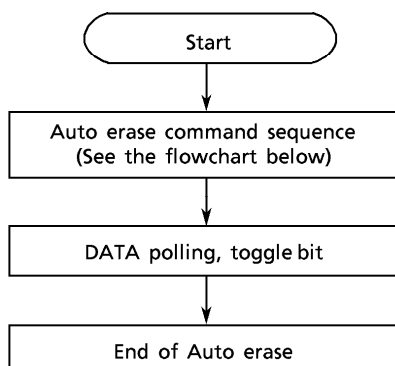 Start
Auto erase command sequence
(See the flowchart below)
DATA polling, toggle bit
End of Auto erase